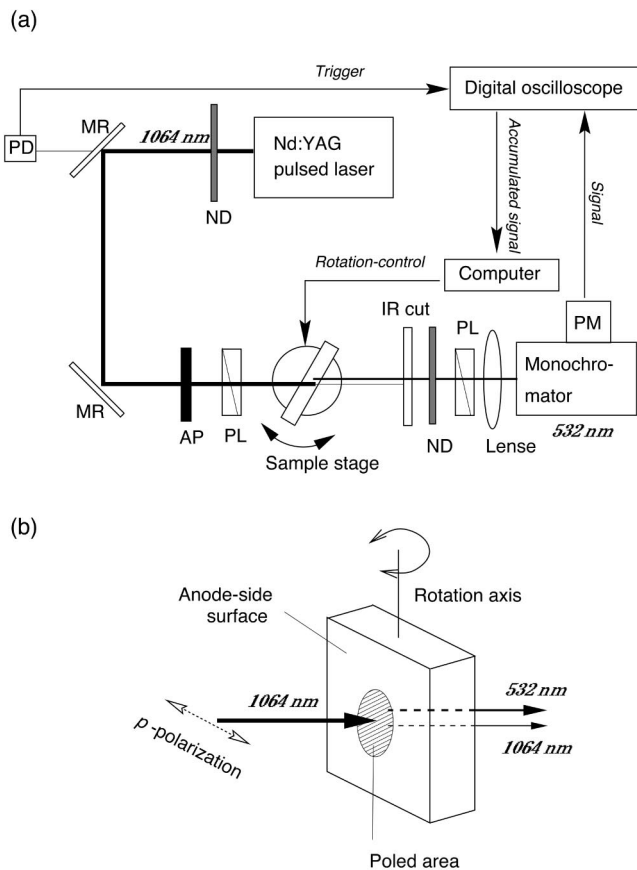 (a)
Trigger
Digital oscilloscope
MR
1064 nm
Nd:YAG
pulsed laser
PD
ND
Accumulated signal
Signal
Rotation-control
Computer
IR cut
PL
PM
Monochro-
mator
MR
AP
PL
Sample stage
ND
Lense
532 nm
(b)
Anode-side
surface
Rotation axis
1064 nm
532 nm
1064 nm
p-polarization
Poled area